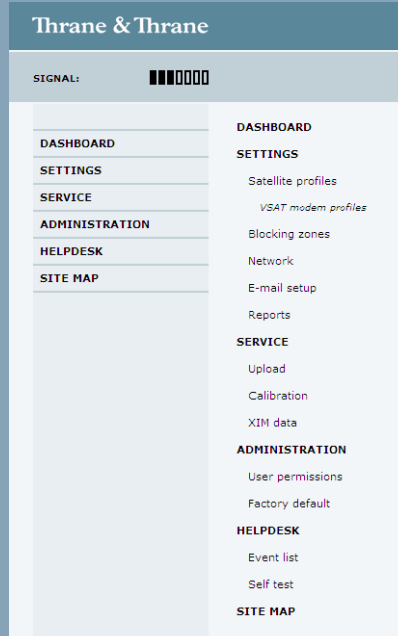 Thrane & Thrane
SIGNAL:
DASHBOARD
SETTINGS
SERVICE
ADMINISTRATION
HELPDESK
SITE MAP
DASHBOARD
SETTINGS
Satellite profiles
VSAT modem profiles
Blocking zones
Network
E-mail setup
Reports
SERVICE
Upload
Calibration
XIM data
ADMINISTRATION
User permissions
Factory default
HELPDESK
Event list
Self test
SITE MAP